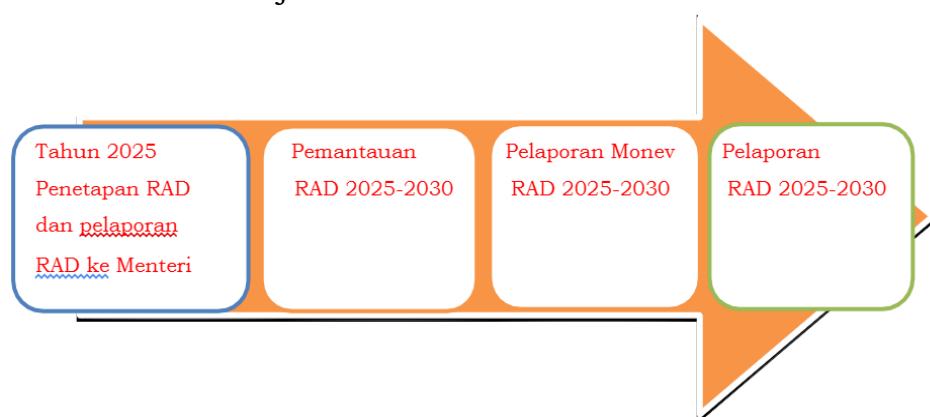 Tahun 2025
Penetapan RAD
dan pelaporan
RAD ke Menteri
Pemantauan
RAD 2025-2030
Pelaporan Monev
RAD 2025-2030
Pelaporan
RAD 2025-2030